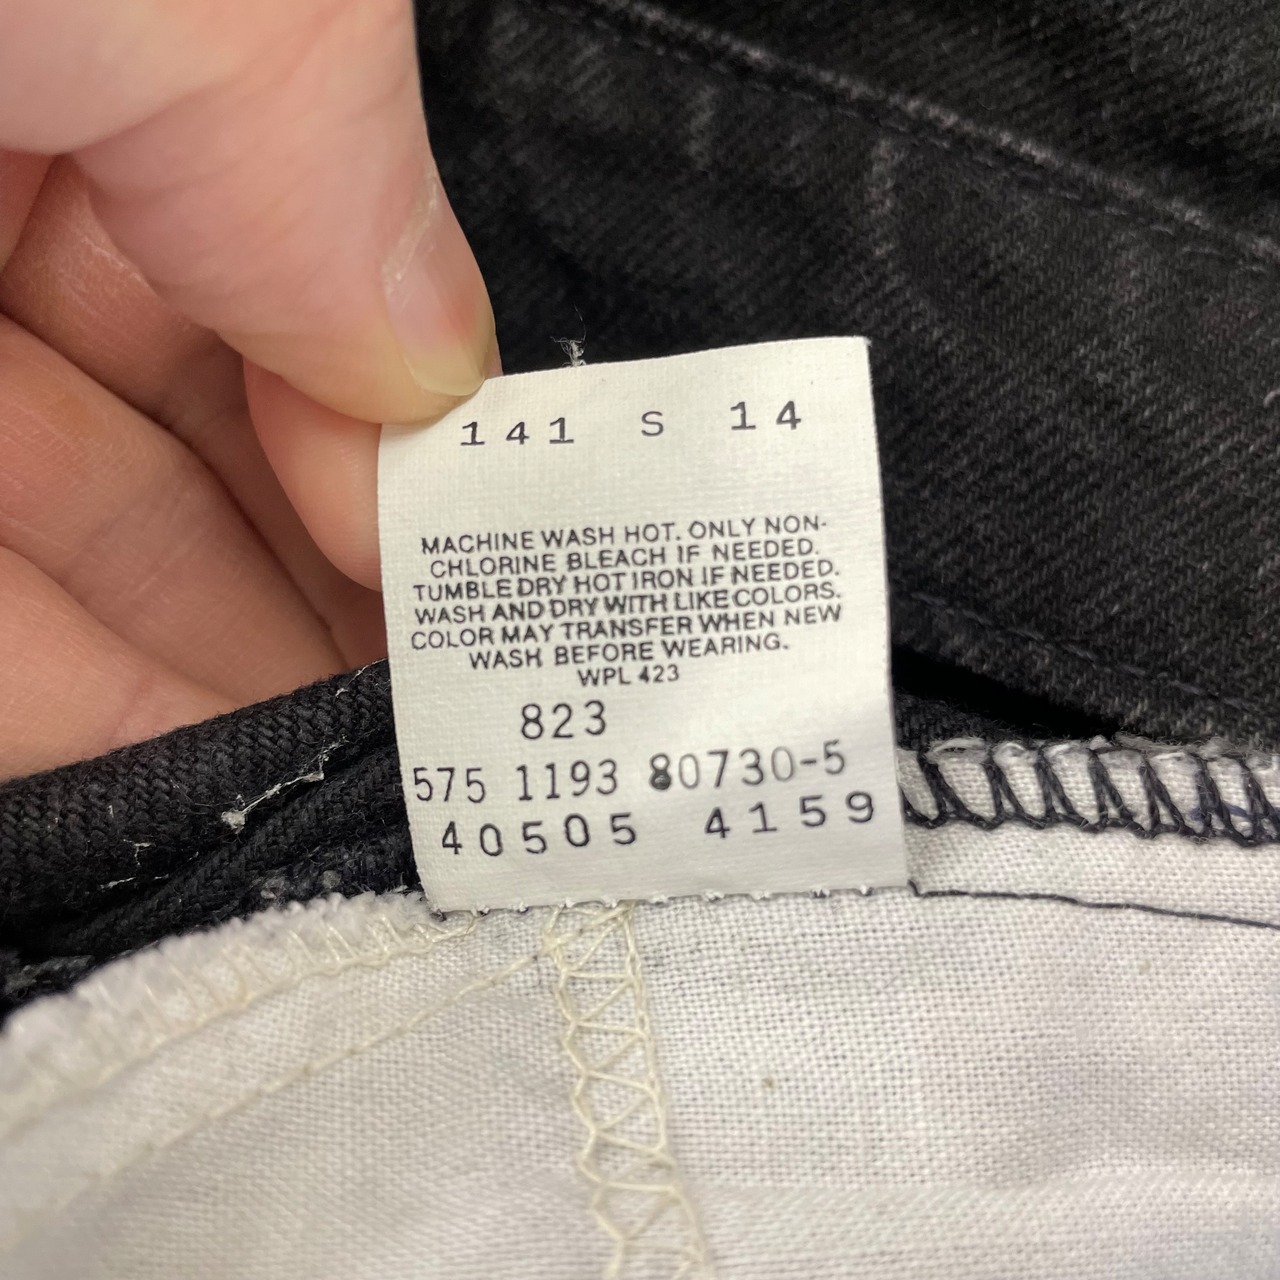 141 S 14
MACHINE WASH HOT. ONLY NON-
CHLORINE BLEACH IF NEEDED.
TUMBLE DRY HOT IRON IF NEEDED.
WASH AND DRY WITH LIKE COLORS.
COLOR MAY TRANSFER WHEN NEW
WASH BEFORE WEARING.
WPL 423
823
575 1193 80730-5
40505 4159